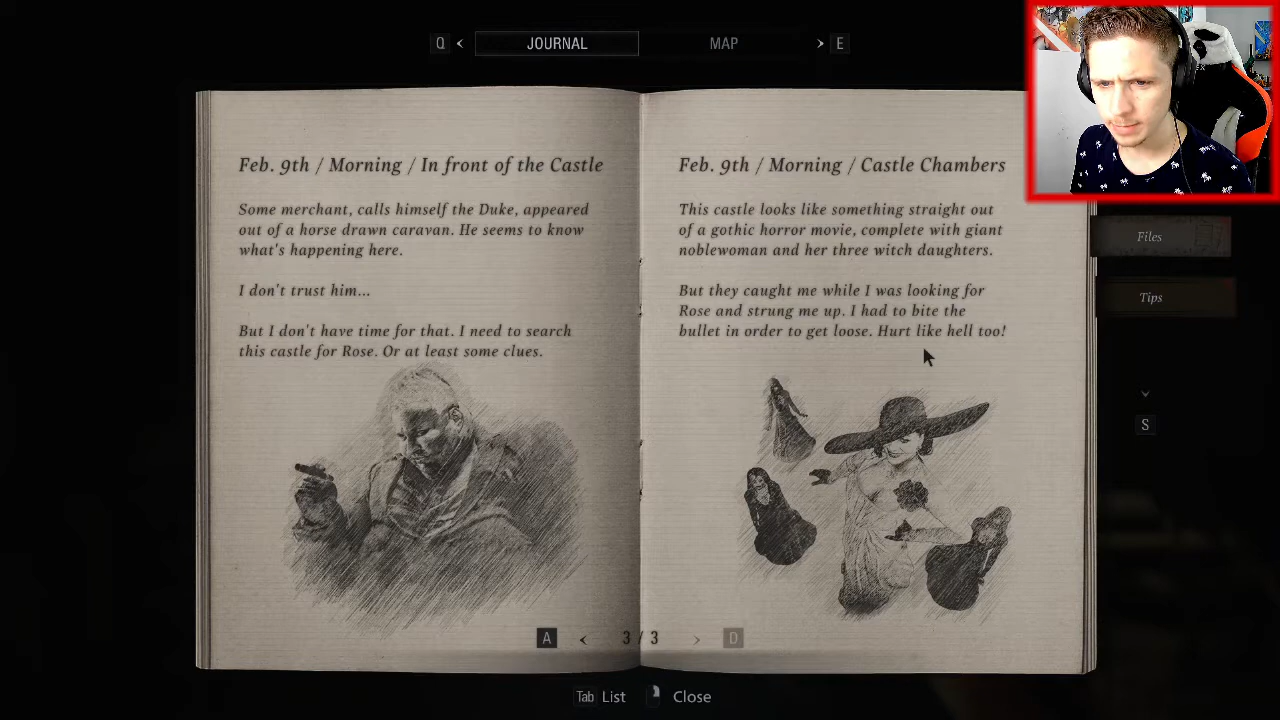 Q < JOURNAL MAP > E
Feb. 9th / Morning / In front of the Castle
Some merchant, calls himself the Duke, appeared
out of a horse drawn caravan. He seems to know
what's happening here.
I don't trust him...
But I don't have time for that. I need to search
this castle for Rose. Or at least some clues.
Feb. 9th / Morning / Castle Chambers
This castle looks like something straight out
of a gothic horror movie, complete with giant
noblewoman and her three witch daughters.
But they caught me while I was looking for
Rose and strung me up. I had to bite the
bullet in order to get loose. Hurt like hell too!
Files
Tips
S
A < 3 / 3 > D
Tab List Close